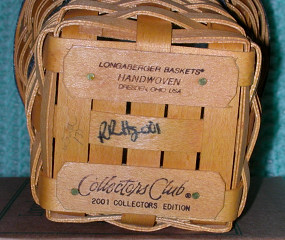 LONGABERGER BASKETS®
HANDWOVEN
DRESDEN, OHIO USA
Collectors Club®
2001 COLLECTORS EDITION